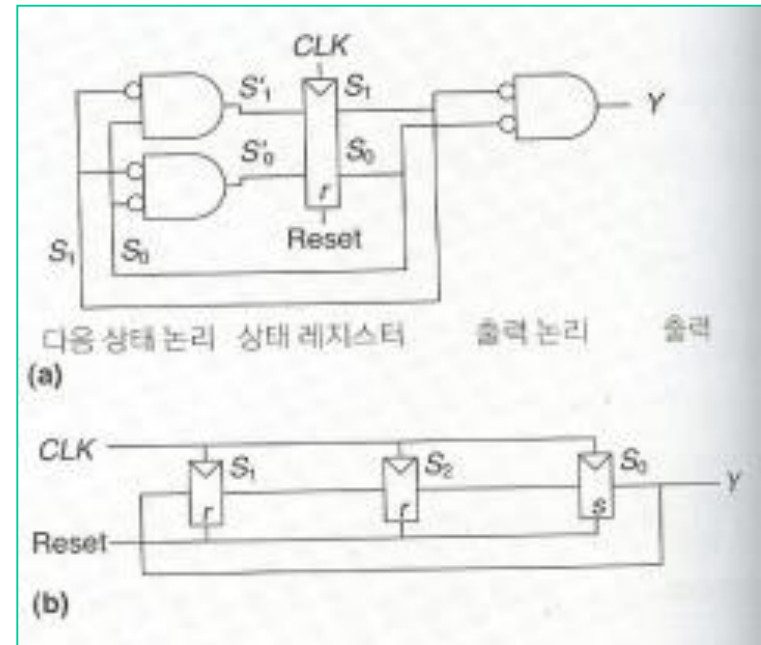 CLK
S'1 S1
Y
S'0 S0
r
Reset
S1 S0
다음 상태 논리 상태 레지스터 출력 논리 출력
(a)
CLK
S1 S2 S0
Y
r r s
Reset
(b)